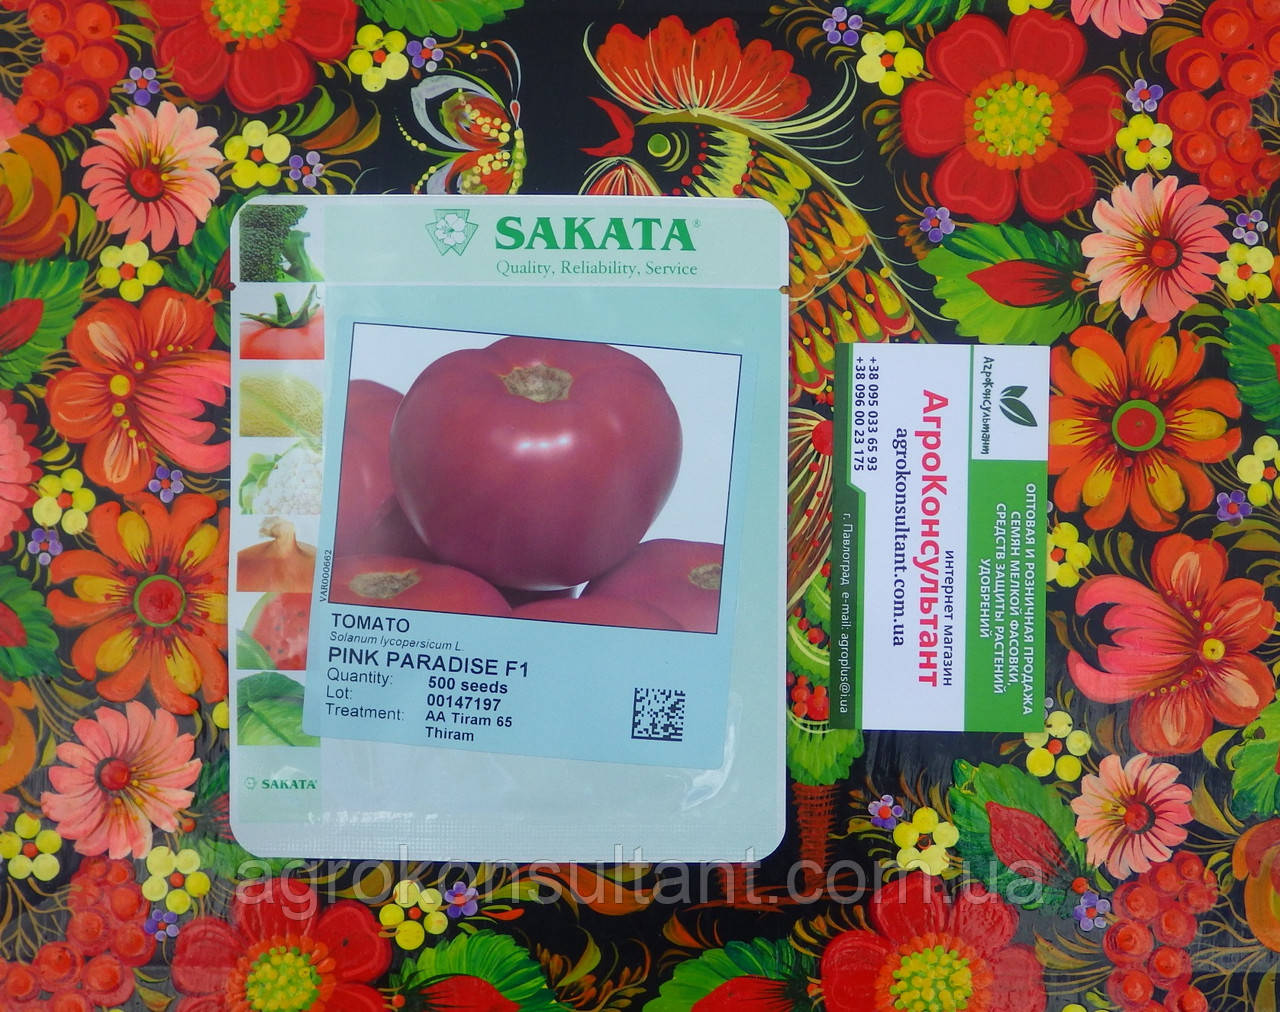 SAKATA®
Quality, Reliability, Service
VAR000662
TOMATO
Solanum lycopersicum L.
PINK PARADISE F1
Quantity: 500 seeds
Lot: 00147197
Treatment: AA Tiram 65
Thiram
SAKATA®
АгроКонсультант
ОПТОВАЯ И РОЗНИЧНАЯ ПРОДАЖА
СЕМЯН МЕЛКОЙ ФАСОВКИ,
СРЕДСТВ ЗАЩИТЫ РАСТЕНИЙ
УДОБРЕНИЙ
интернет магазин
АгроКонсультант
agrokonsultant.com.ua
+38 095 033 65 93
+38 096 00 23 175
г. Павлоград e-mail: agroplus@i.ua
agrokonsultant.com.ua